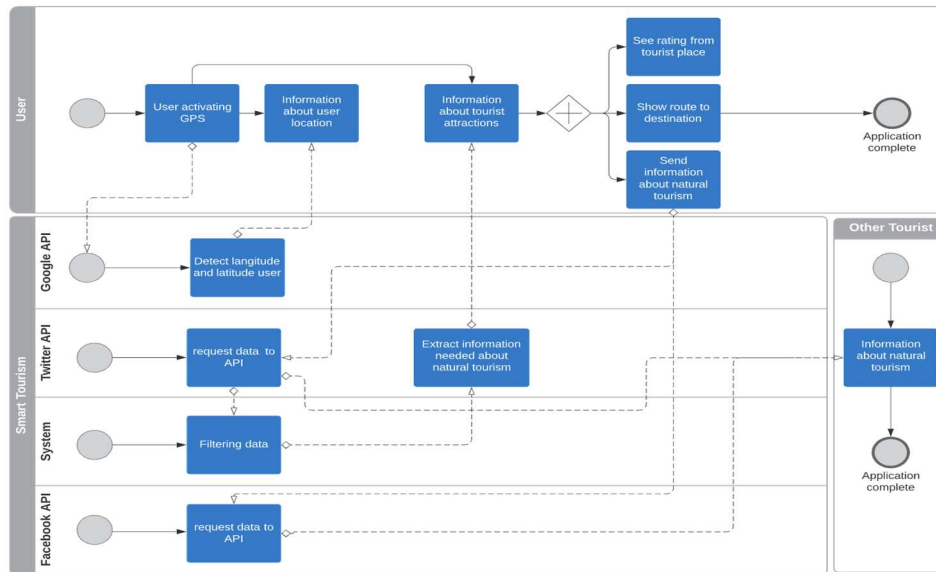 User
User activating
GPS
Information
about user
location
Information
about tourist
attractions
See rating from
tourist place
Show route to
destination
Send
information
about natural
tourism
Application
complete
Smart Tourism
Google API
Detect langitude
and latitude user
Twitter API
request data to
API
Extract information
needed about
natural tourism
System
Filtering data
Facebook API
request data to
API
Other Tourist
Information
about natural
tourism
Application
complete